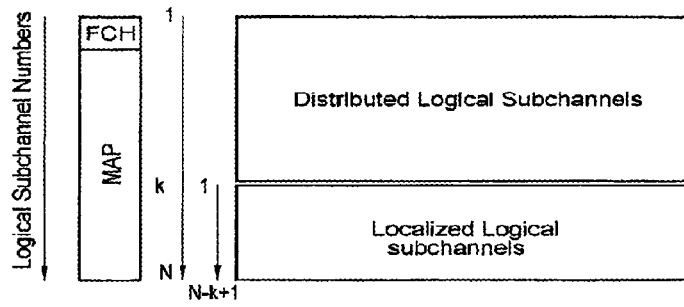 Logical Subchannel Numbers
FCH
MAP
1
k
N
1
N-k+1
Distributed Logical Subchannels
Localized Logical
subchannels